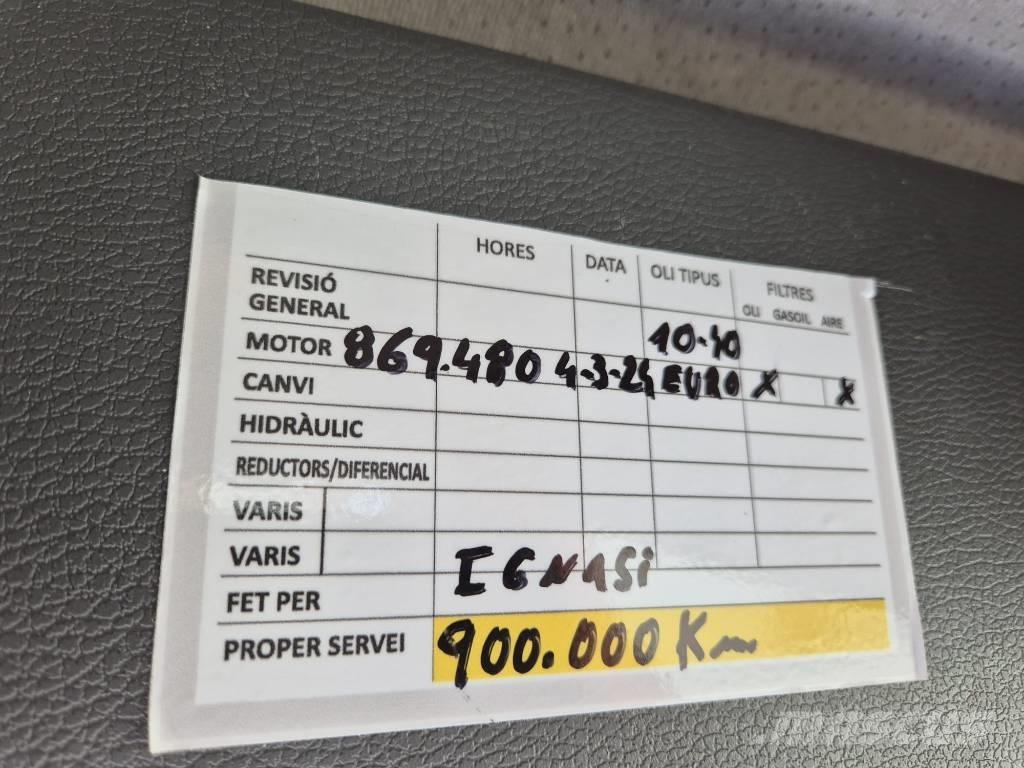 HORES DATA OLI TIPUS FILTRES
OLI GASOIL AIRE
REVISIÓ GENERAL
10-40
MOTOR 869.480 4-3-24 EURO X X
CANVI
HIDRÀULIC
REDUCTORS/DIFERENCIAL
VARIS
VARIS
FET PER IGNASI
PROPER SERVEI 900.000 Km